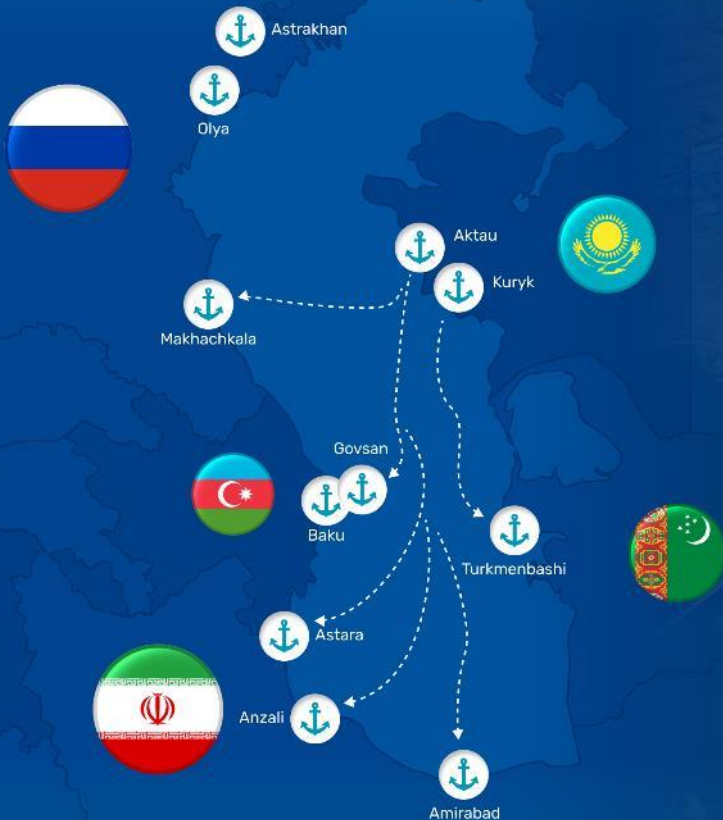 Astrakhan
Olya
Aktau
Kuryk
Makhachkala
Govsan
Baku
Turkmenbashi
Astara
Anzali
Amirabad